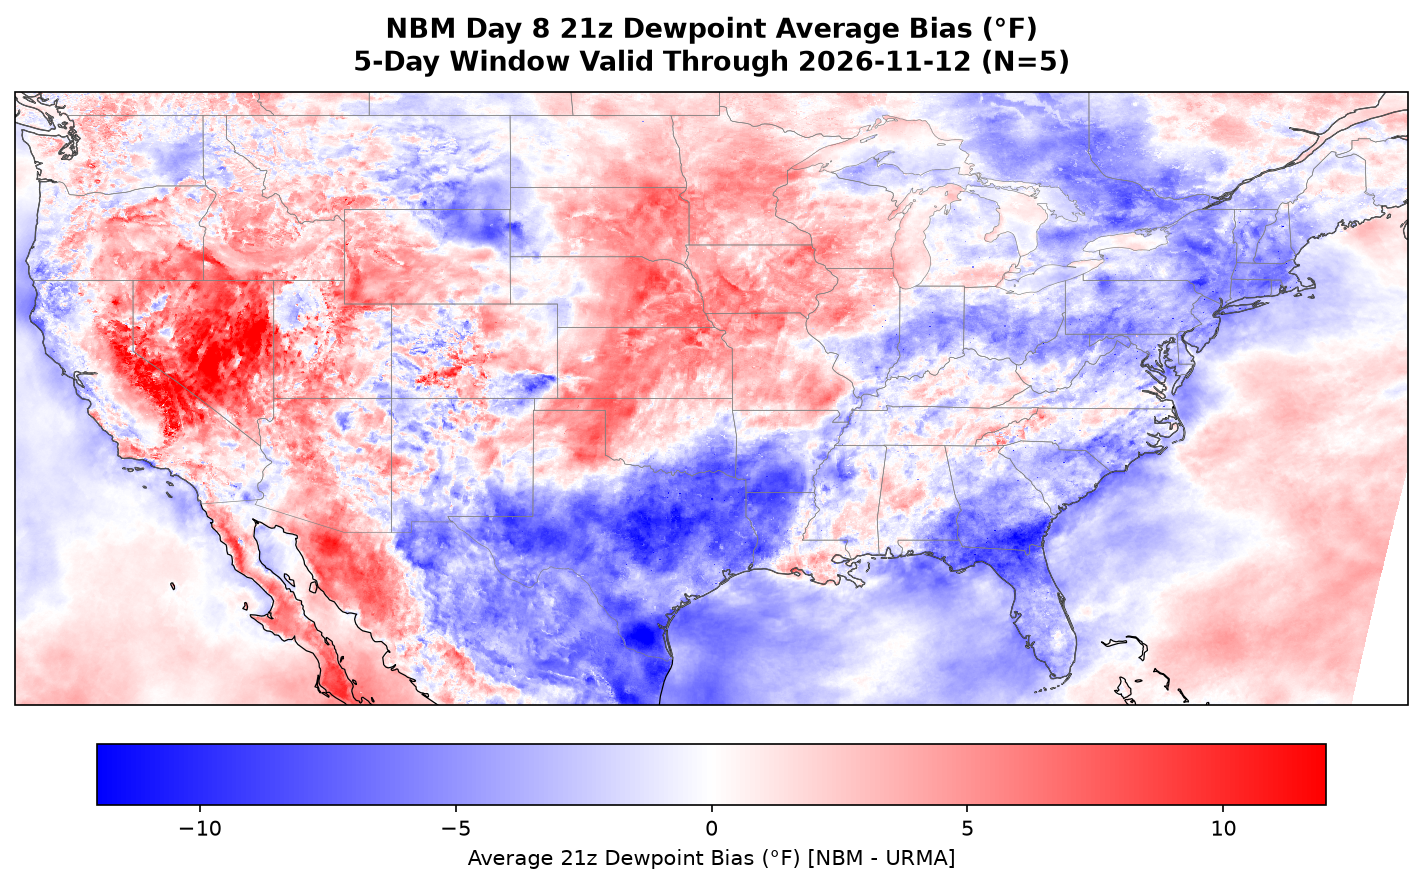 NBM Day 8 21z Dewpoint Average Bias (°F)
5-Day Window Valid Through 2026-11-12 (N=5)
−10 −5 0 5 10
Average 21z Dewpoint Bias (°F) [NBM - URMA]